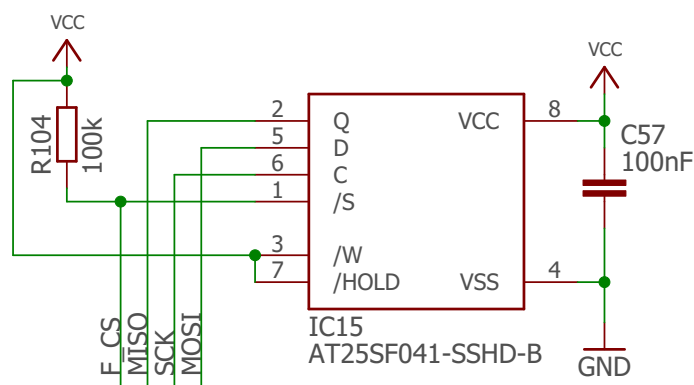 VCC
R104
100k
2
5
6
1
3
7
Q
D
C
/S
/W
/HOLD
VCC
VSS
8
4
IC15
AT25SF041-SSHD-B
VCC
C57
100nF
GND
F_CS
MISO
SCK
MOSI